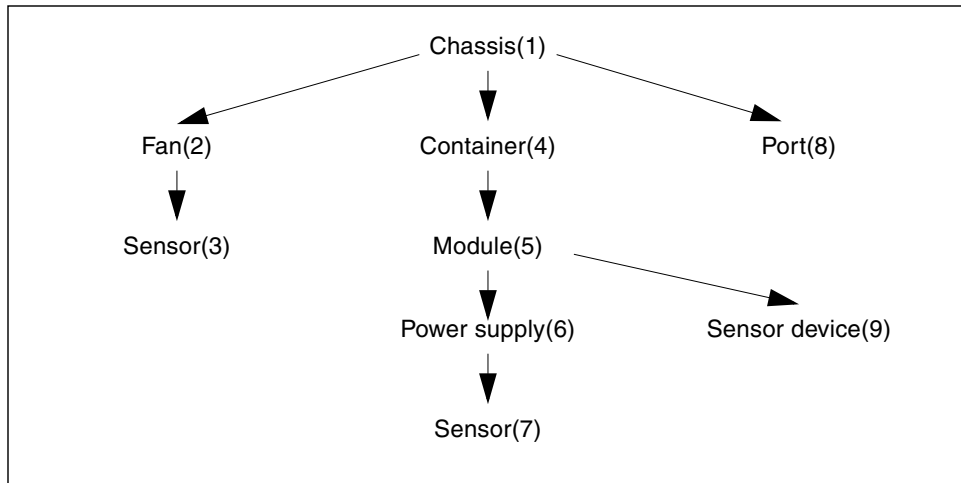 Chassis(1)
Fan(2)
Container(4)
Port(8)
Sensor(3)
Module(5)
Power supply(6)
Sensor device(9)
Sensor(7)